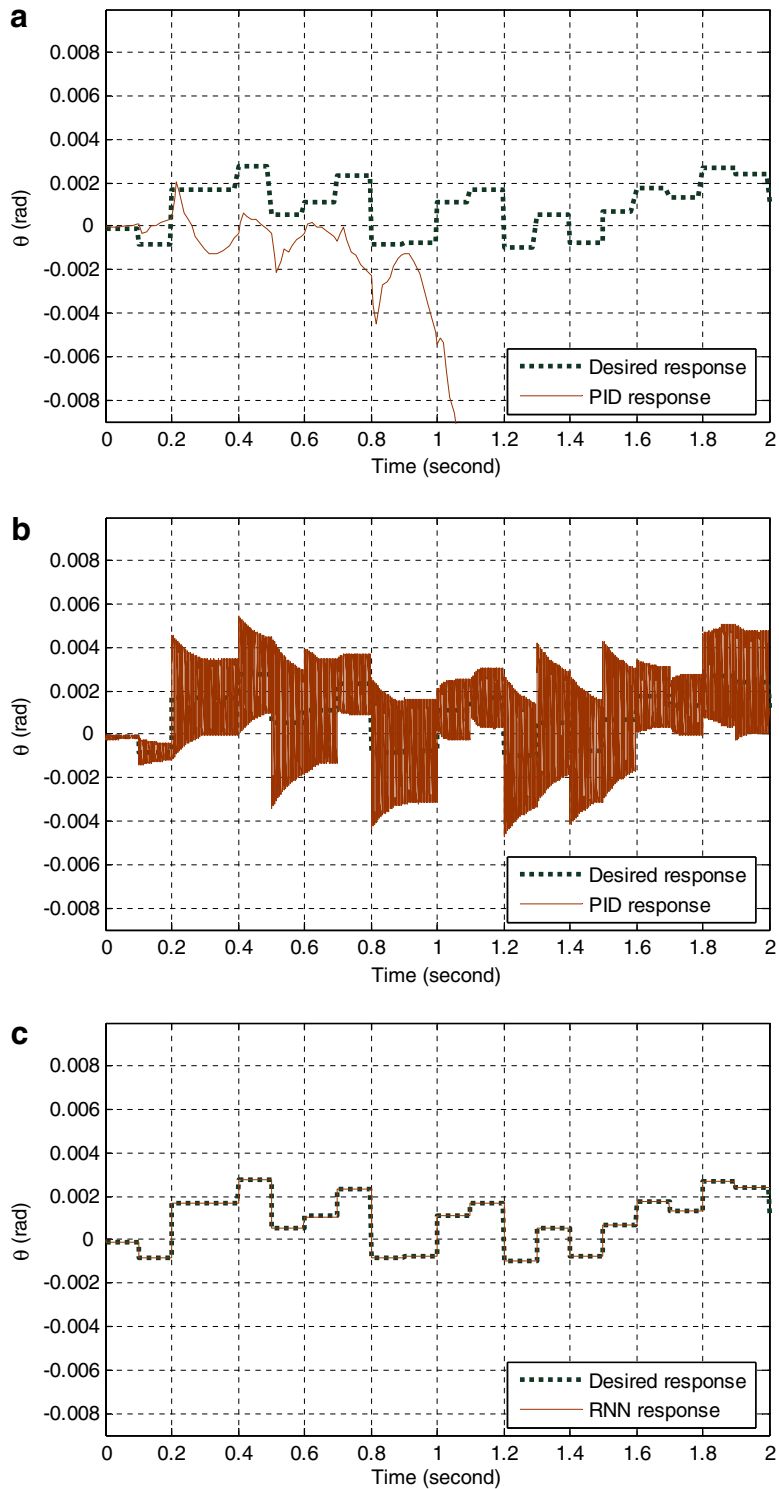 a
0.008
0.006
0.004
0.002
0
-0.002
-0.004
-0.006
-0.008
θ (rad)
Desired response
PID response
0 0.2 0.4 0.6 0.8 1 1.2 1.4 1.6 1.8 2
Time (second)
b
0.008
0.006
0.004
0.002
0
-0.002
-0.004
-0.006
-0.008
θ (rad)
Desired response
PID response
0 0.2 0.4 0.6 0.8 1 1.2 1.4 1.6 1.8 2
Time (second)
c
0.008
0.006
0.004
0.002
0
-0.002
-0.004
-0.006
-0.008
θ (rad)
Desired response
RNN response
0 0.2 0.4 0.6 0.8 1 1.2 1.4 1.6 1.8 2
Time (second)